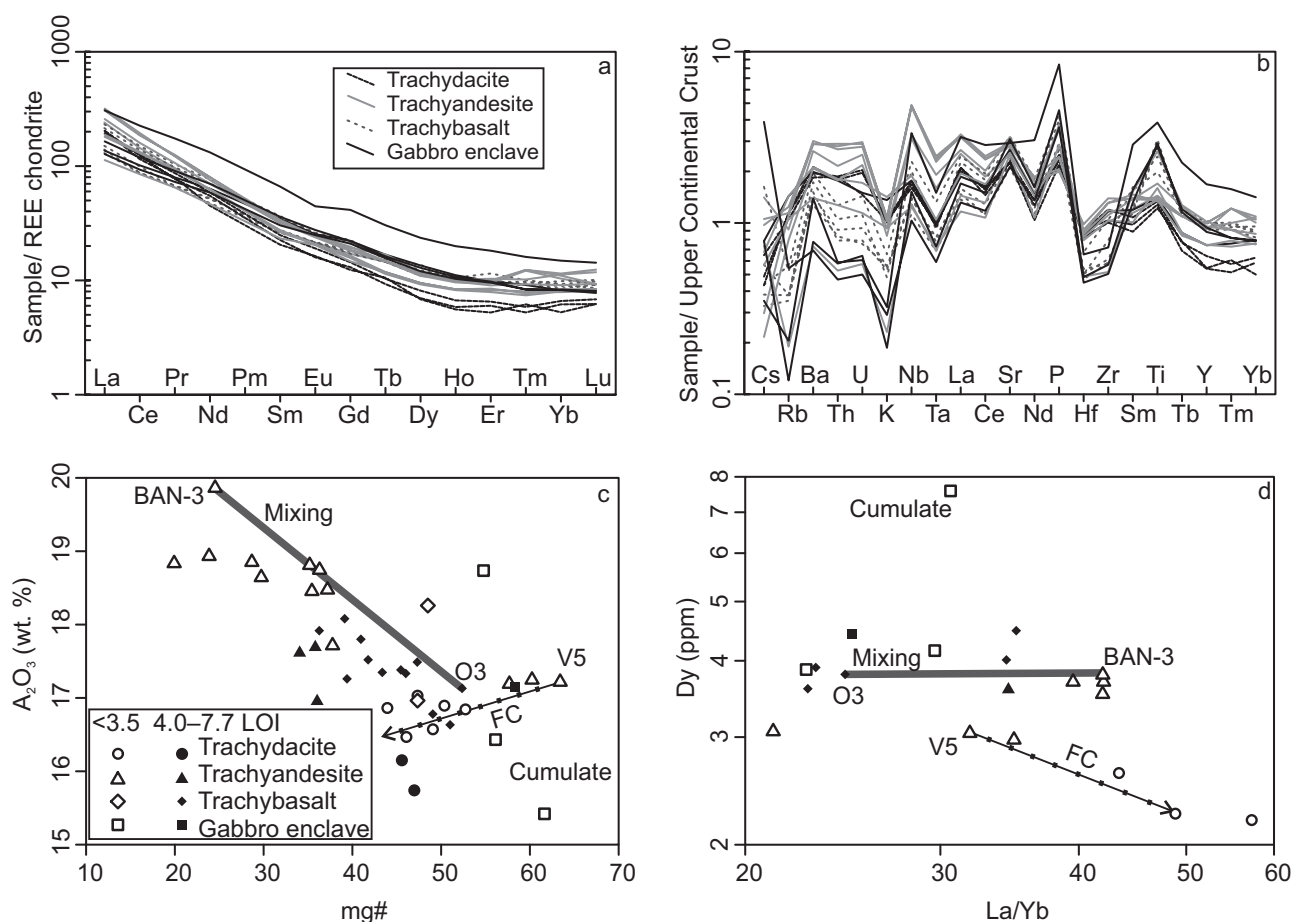 1000
100
10
1
Sample/ REE chondrite
a
Trachydacite
Trachyandesite
Trachybasalt
Gabbro enclave
La Pr Pm Eu Tb Ho Tm Lu
Ce Nd Sm Gd Dy Er Yb
10
1
0.1
Sample/ Upper Continental Crust
b
Cs Ba U Nb La Sr P Zr Ti Y Yb
Rb Th K Ta Ce Nd Hf Sm Tb Tm
20
19
18
17
16
15
A₂O₃ (wt. %)
c
BAN-3
Mixing
O3
V5
FC
Cumulate
<3.5 4.0–7.7 LOI
Trachydacite
Trachyandesite
Trachybasalt
Gabbro enclave
10 20 30 40 50 60 70
mg#
8
7
5
4
3
2
Dy (ppm)
d
Cumulate
Mixing
BAN-3
O3
V5
FC
20 30 40 50 60
La/Yb